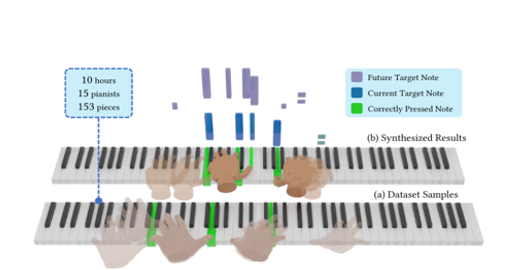 10 hours
15 pianists
153 pieces
Future Target Note
Current Target Note
Correctly Pressed Note
(b) Synthesized Results
(a) Dataset Samples